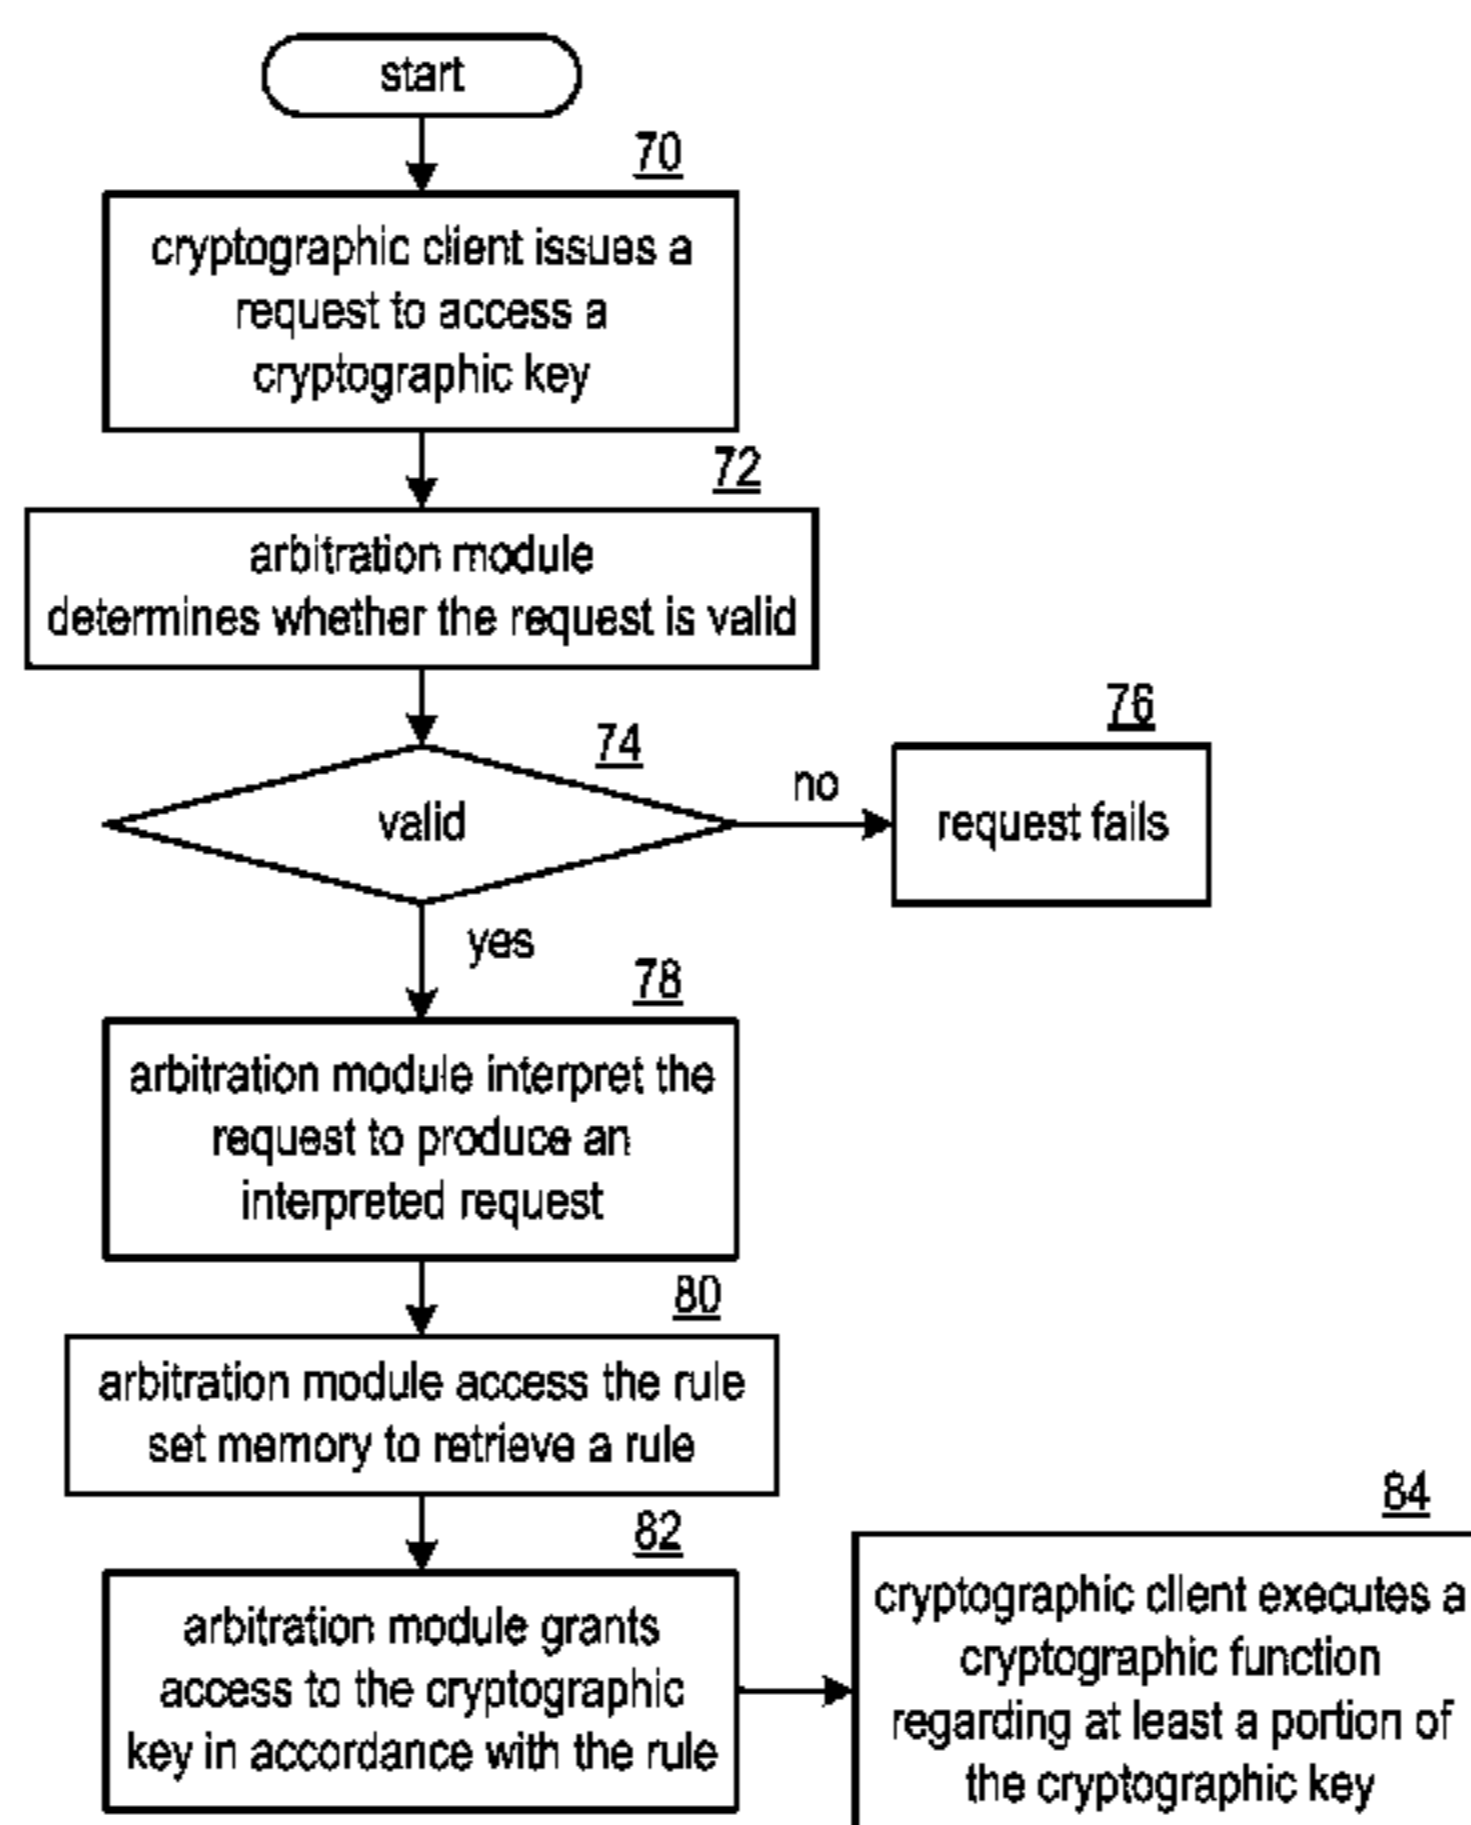 start
70
cryptographic client issues a
request to access a
cryptographic key
72
arbitration module
determines whether the request is valid
74
valid
no
76
request fails
yes
78
arbitration module interpret the
request to produce an
interpreted request
80
arbitration module access the rule
set memory to retrieve a rule
82
arbitration module grants
access to the cryptographic
key in accordance with the rule
84
cryptographic client executes a
cryptographic function
regarding at least a portion of
the cryptographic key